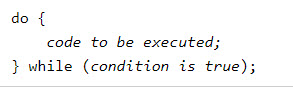 do {
    code to be executed;
} while (condition is true);